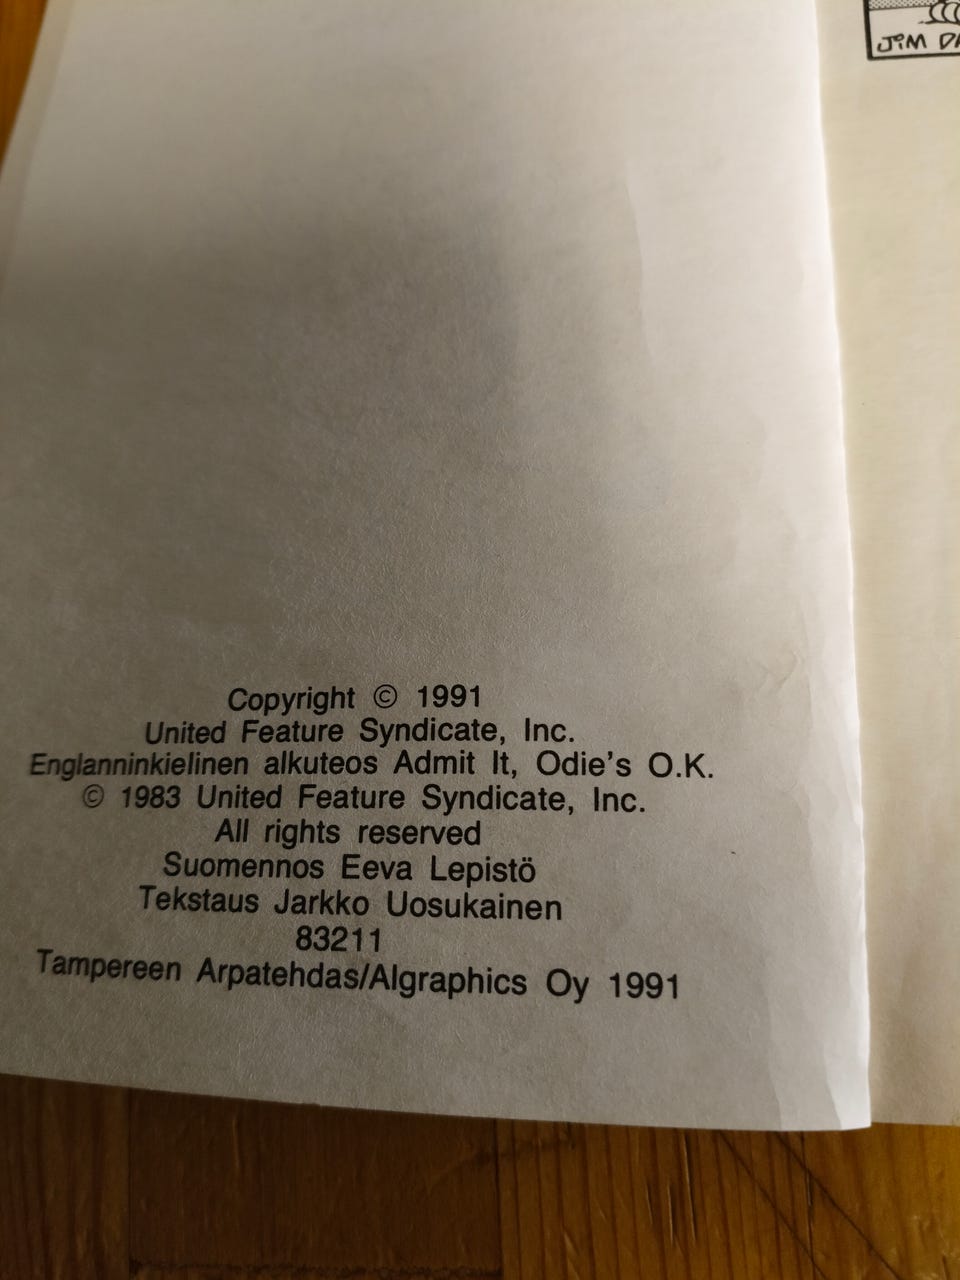 JIM
Copyright © 1991
United Feature Syndicate, Inc.
Englanninkielinen alkuteos Admit It, Odie's O.K.
© 1983 United Feature Syndicate, Inc.
All rights reserved
Suomennos Eeva Lepistö
Tekstaus Jarkko Uosukainen
83211
Tampereen Arpatehdas/Algraphics Oy 1991